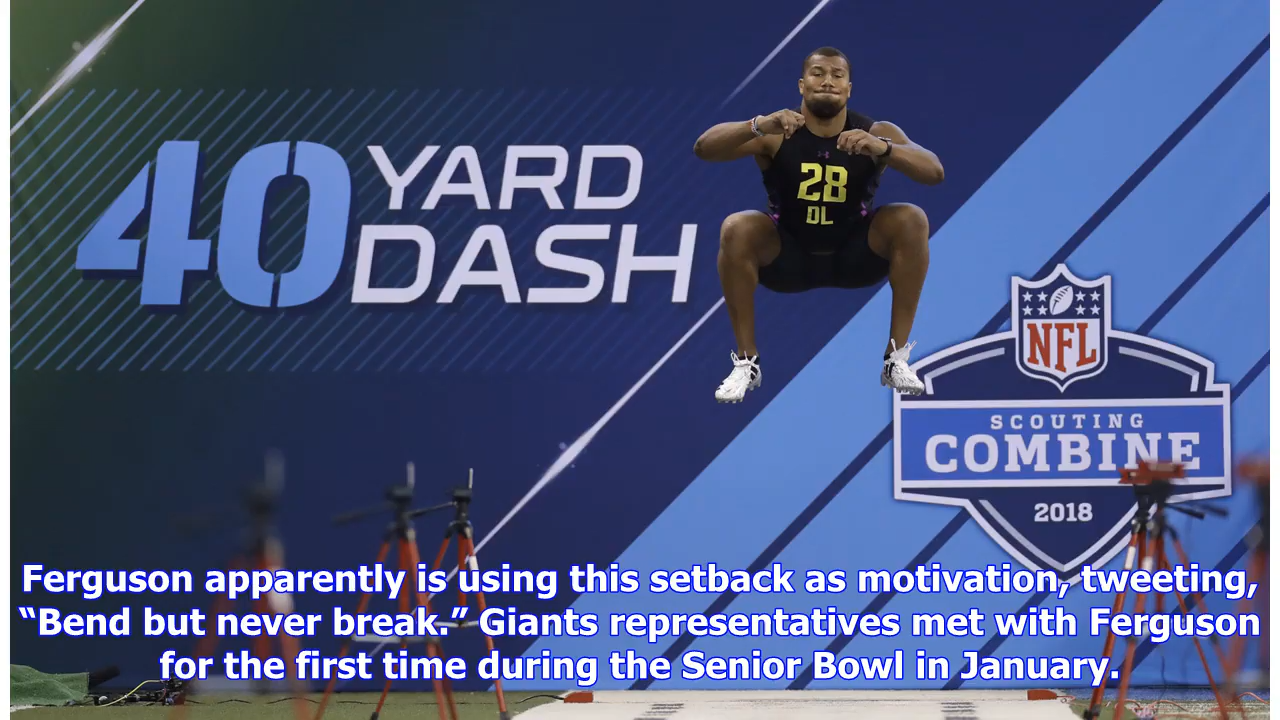 40 YARD
DASH
28
DL
NFL
SCOUTING
COMBINE
2018
Ferguson apparently is using this setback as motivation, tweeting,
“Bend but never break.” Giants representatives met with Ferguson
for the first time during the Senior Bowl in January.